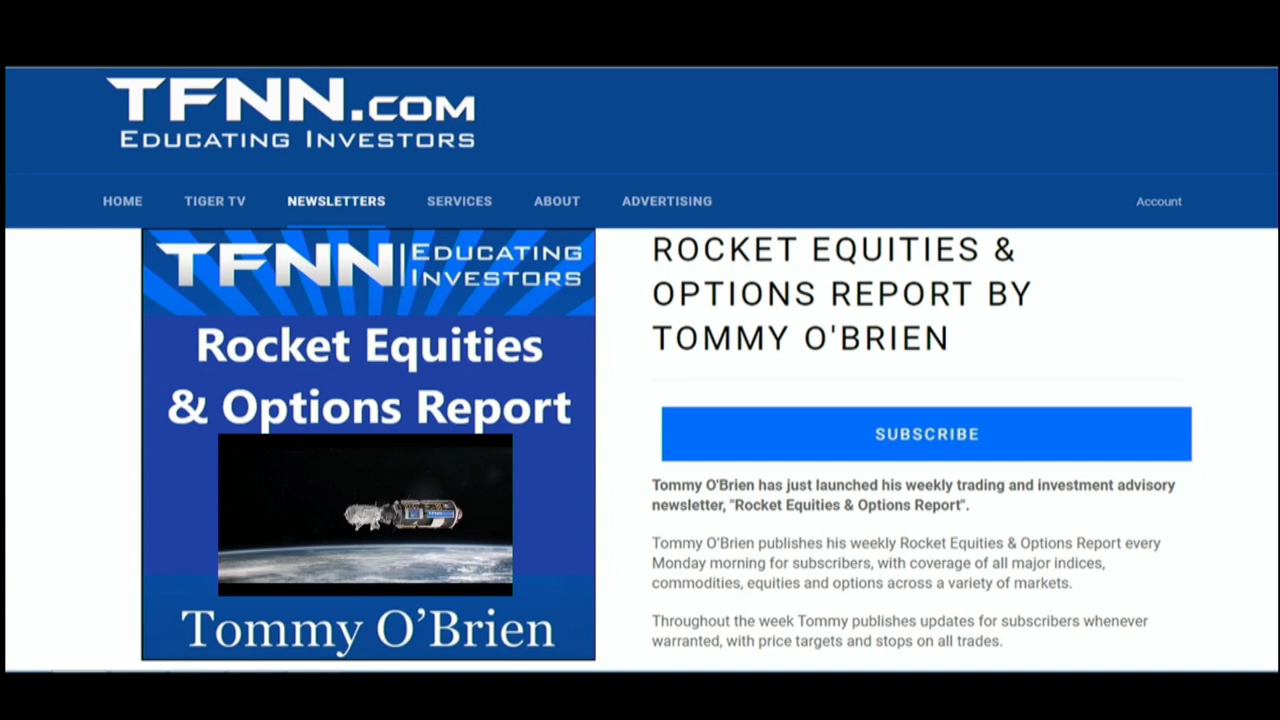 TFNN.COM
EDUCATING INVESTORS
HOME TIGER TV NEWSLETTERS SERVICES ABOUT ADVERTISING Account
TFNN EDUCATING
INVESTORS
Rocket Equities
& Options Report
TFNN
Tommy O’Brien
ROCKET EQUITIES &
OPTIONS REPORT BY
TOMMY O'BRIEN
SUBSCRIBE
Tommy O'Brien has just launched his weekly trading and investment advisory
newsletter, "Rocket Equities & Options Report".
Tommy O'Brien publishes his weekly Rocket Equities & Options Report every
Monday morning for subscribers, with coverage of all major indices,
commodities, equities and options across a variety of markets.
Throughout the week Tommy publishes updates for subscribers whenever
warranted, with price targets and stops on all trades.